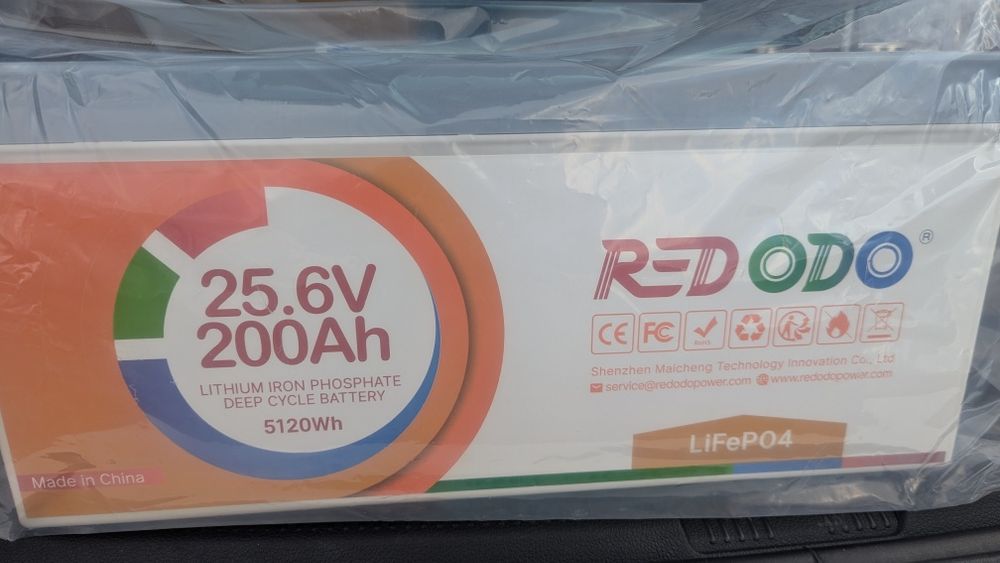 25.6V
200Ah
LITHIUM IRON PHOSPHATE
DEEP CYCLE BATTERY
5120Wh
Made in China
REDODO®
CE FC RoHS
Shenzhen Maicheng Technology Innovation Co., Ltd
service@redodopower.com www.redodopower.com
LiFePO4